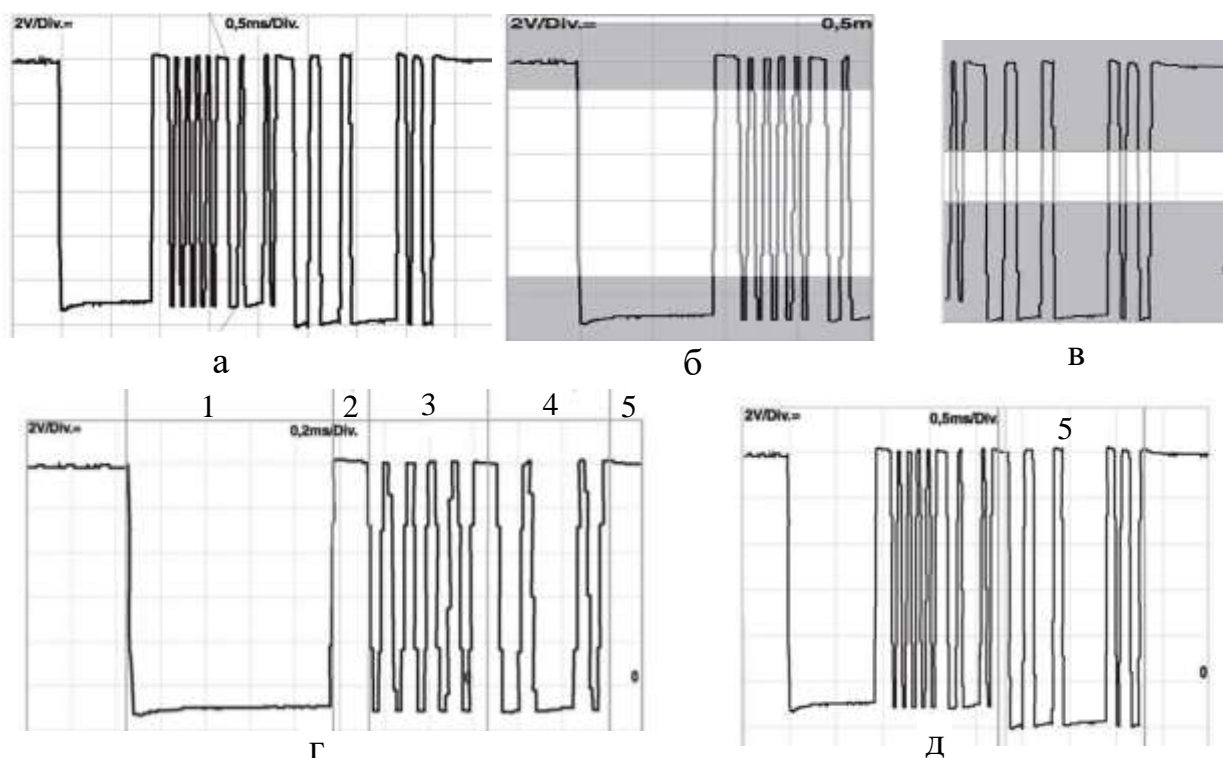 2V/Div.= 0,5ms/Div.
2V/Div.= 0,5m
а б в
1 2 3 4 5
2V/Div.= 0,2ms/Div.
0
2V/Div.= 0,5ms/Div.
5
0
г д